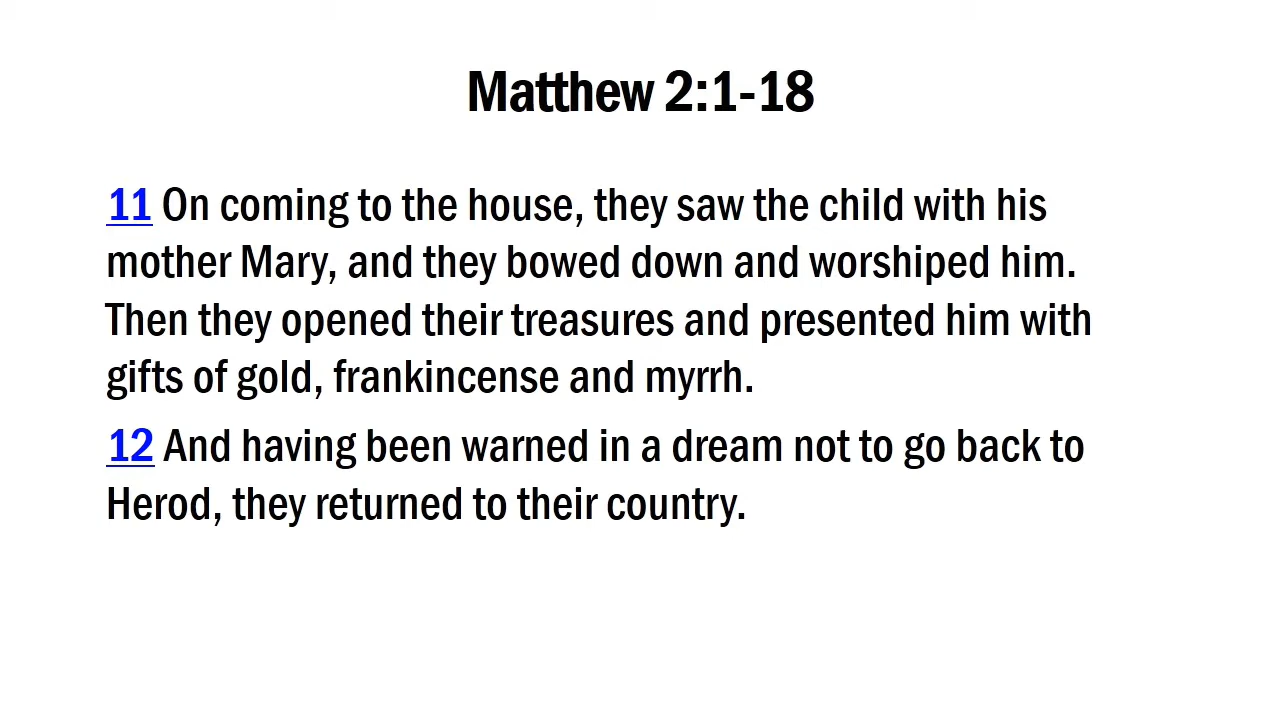 Matthew 2:1-18
11 On coming to the house, they saw the child with his
mother Mary, and they bowed down and worshiped him.
Then they opened their treasures and presented him with
gifts of gold, frankincense and myrrh.
12 And having been warned in a dream not to go back to
Herod, they returned to their country.